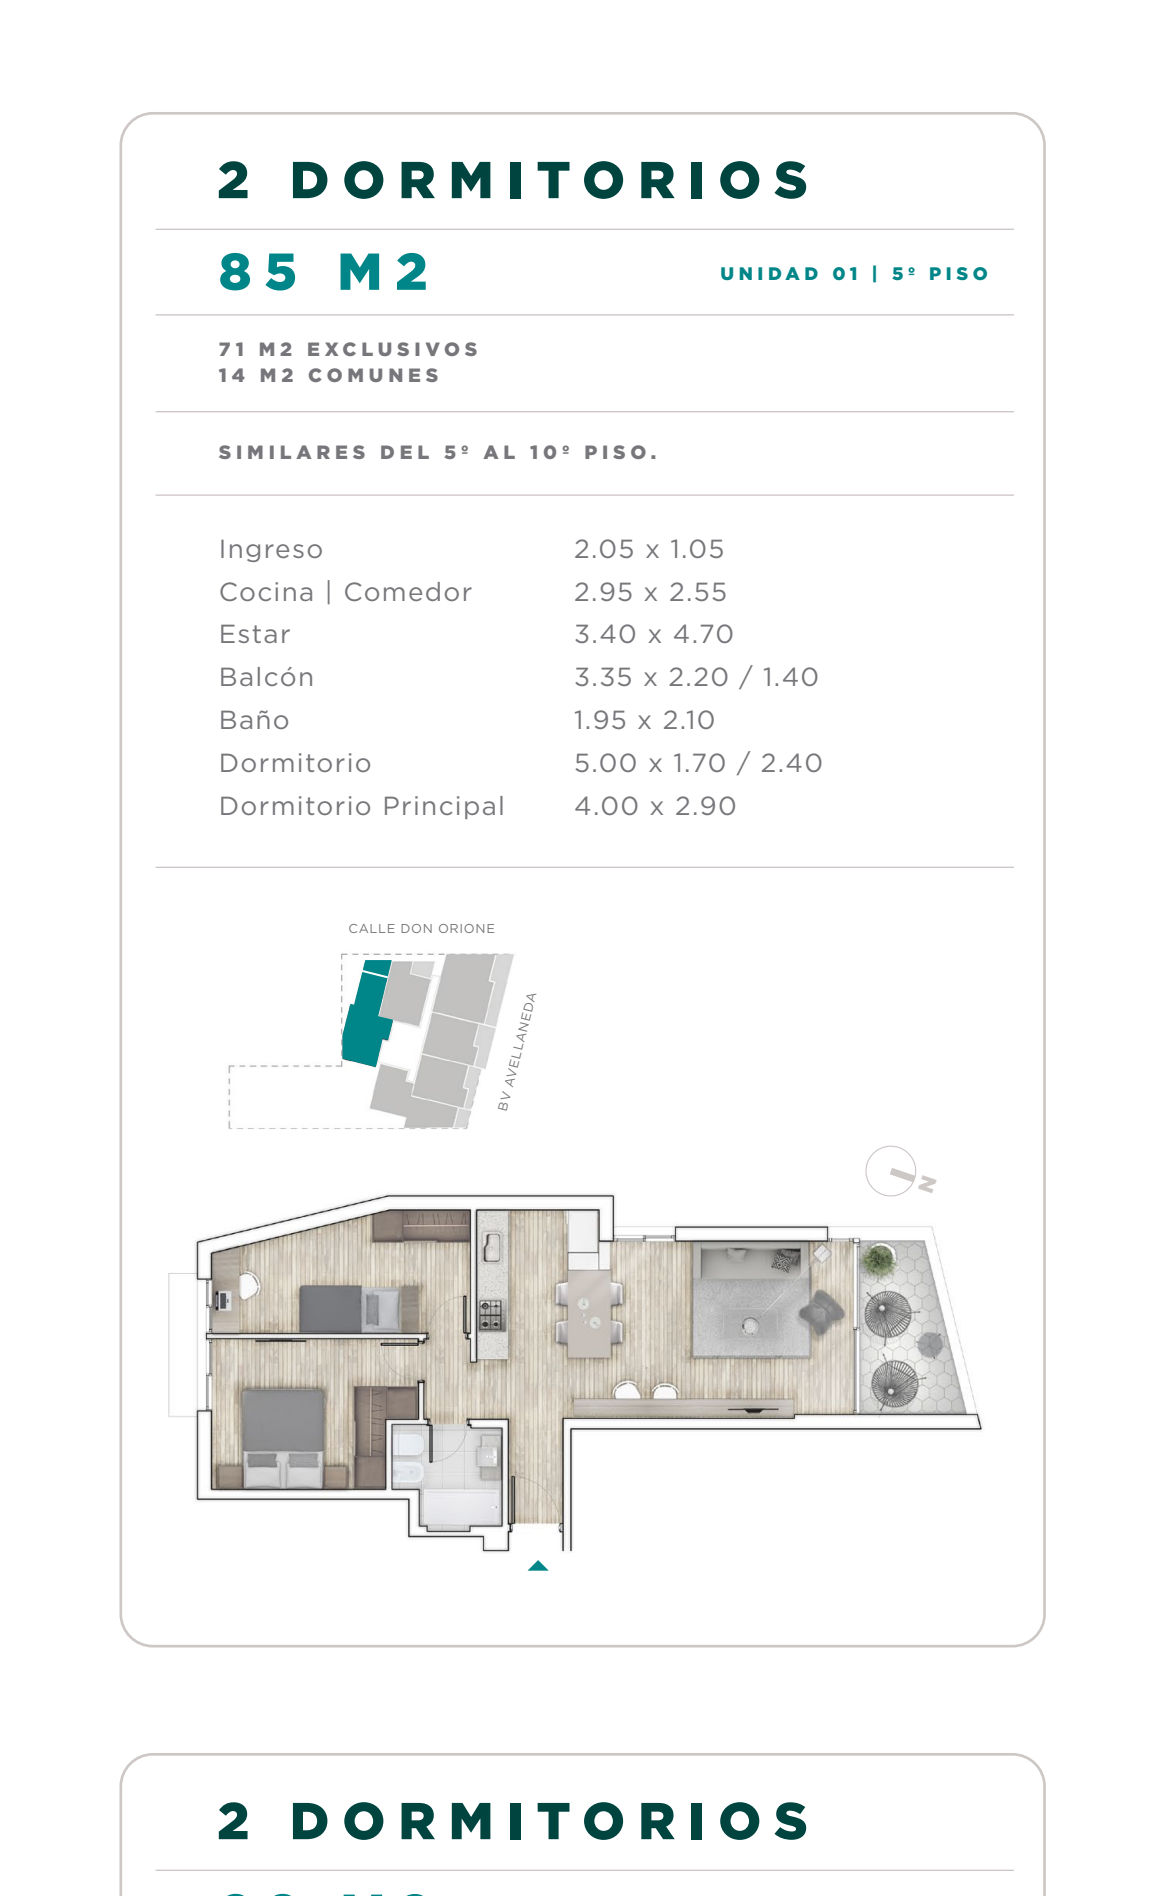 2 DORMITORIOS
85 M2
UNIDAD 01 | 5º PISO
71 M2 EXCLUSIVOS
14 M2 COMUNES
SIMILARES DEL 5º AL 10º PISO.
Ingreso 2.05 x 1.05
Cocina | Comedor 2.95 x 2.55
Estar 3.40 x 4.70
Balcón 3.35 x 2.20 / 1.40
Baño 1.95 x 2.10
Dormitorio 5.00 x 1.70 / 2.40
Dormitorio Principal 4.00 x 2.90
CALLE DON ORIONE
BV AVELLANEDA
N
2 DORMITORIOS